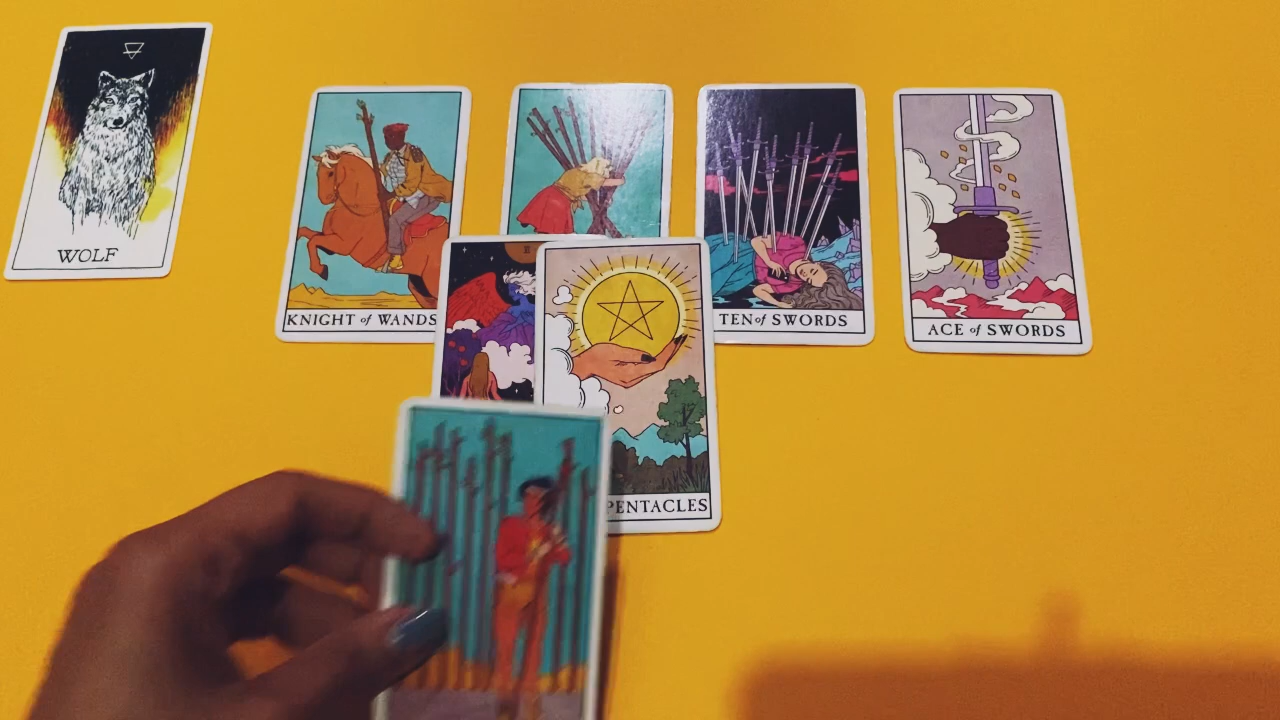 WOLF
KNIGHT of WANDS
TEN of SWORDS
ACE of SWORDS
PENTACLES